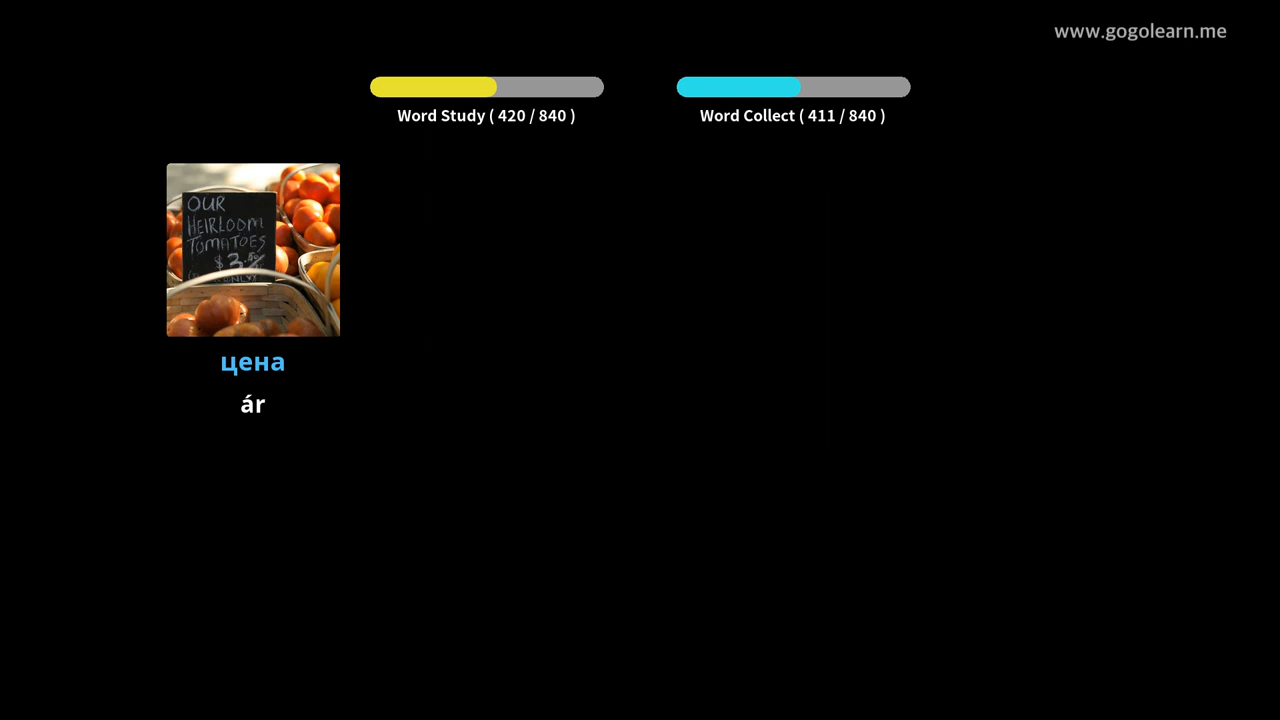 www.gogolearn.me
Word Study ( 420 / 840 )
Word Collect ( 411 / 840 )
OUR
HEIRLOOM
TOMATOES
цена
ár